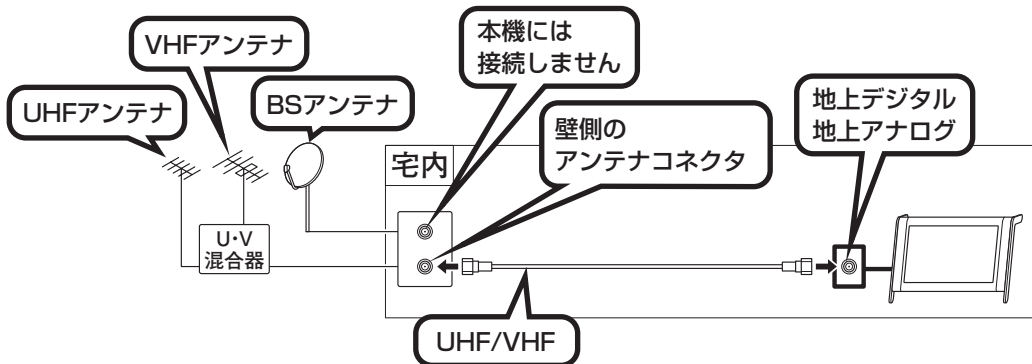 VHFアンテナ
UHFアンテナ
BSアンテナ
本機には
接続しません
壁側の
アンテナコネクタ
地上デジタル
地上アナログ
宅内
U・V
混合器
UHF/VHF